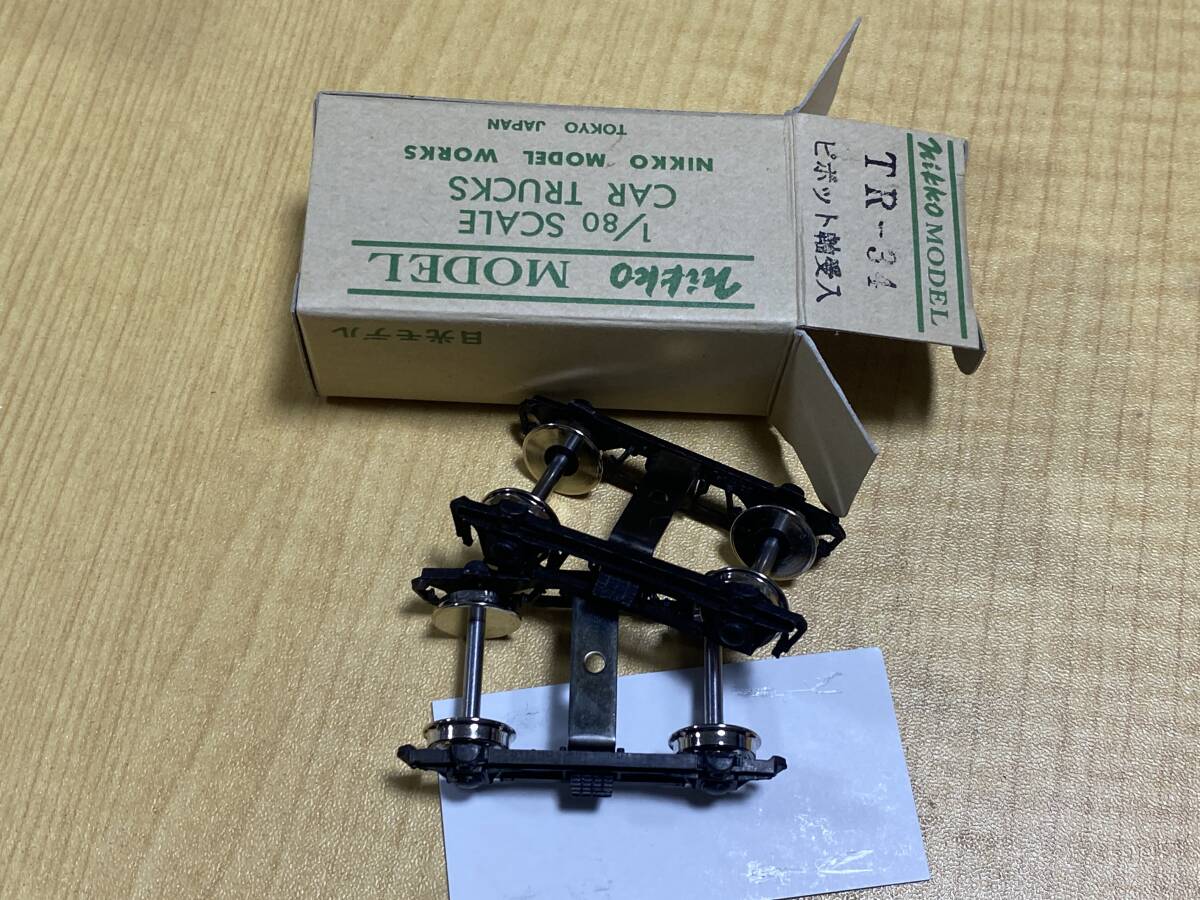 nikko MODEL
1/80 SCALE
CAR TRUCKS
NIKKO MODEL WORKS
TOKYO JAPAN
日光モデル
nikko MODEL
TR-34
ピボット軸受入